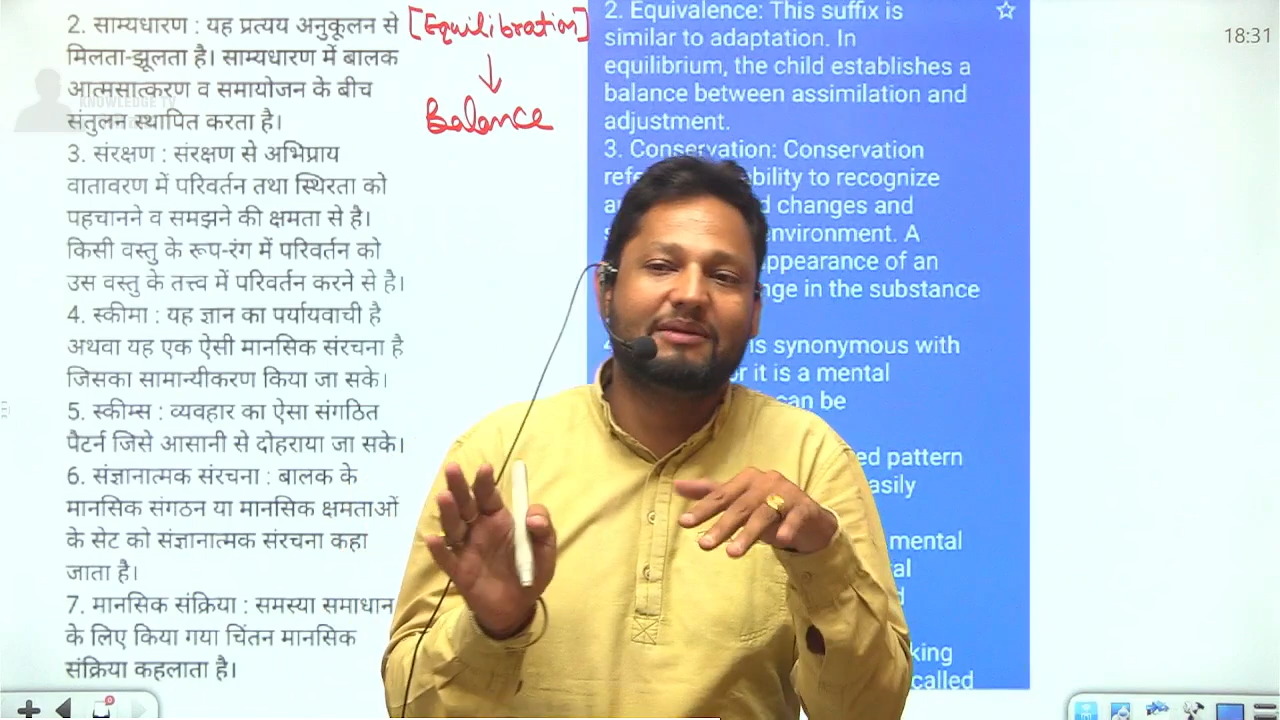 2. साम्यधारण : यह प्रत्यय अनुकूलन से
मिलता-झूलता है। साम्यधारण में बालक
आत्मसात्करण व समायोजन के बीच
संतुलन स्थापित करता है।
3. संरक्षण : संरक्षण से अभिप्राय
वातावरण में परिवर्तन तथा स्थिरता को
पहचानने व समझने की क्षमता से है।
किसी वस्तु के रूप-रंग में परिवर्तन को
उस वस्तु के तत्त्व में परिवर्तन करने से है।
4. स्कीमा : यह ज्ञान का पर्यायवाची है
अथवा यह एक ऐसी मानसिक संरचना है
जिसका सामान्यीकरण किया जा सके।
5. स्कीम्स : व्यवहार का ऐसा संगठित
पैटर्न जिसे आसानी से दोहराया जा सके।
6. संज्ञानात्मक संरचना : बालक के
मानसिक संगठन या मानसिक क्षमताओं
के सेट को संज्ञानात्मक संरचना कहा
जाता है।
7. मानसिक संक्रिया : समस्या समाधान
के लिए किया गया चिंतन मानसिक
संक्रिया कहलाता है।
KNOWLEDGE TV
[Equilibration]
Balance
2. Equivalence: This suffix is
similar to adaptation. In
equilibrium, the child establishes a
balance between assimilation and
adjustment.
3. Conservation: Conservation
ability to recognize
changes and
environment. A
appearance of an
in the substance
is synonymous with
or it is a mental
can be
pattern
easily
mental
king
called
18:31